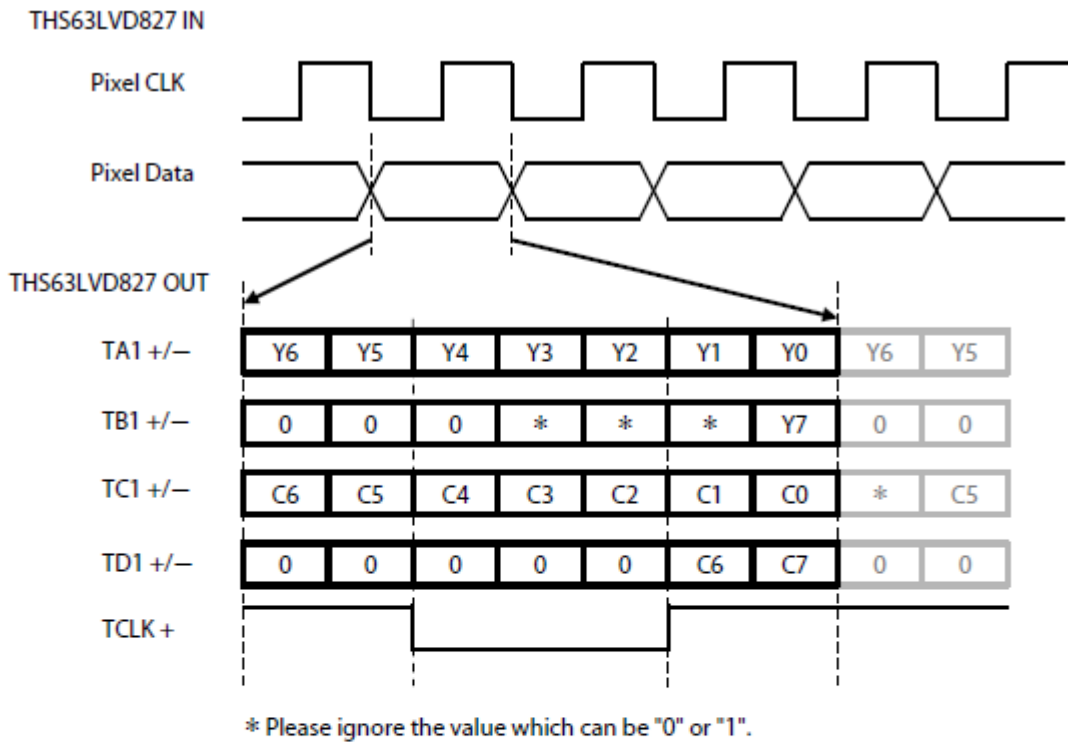 THS63LVD827 IN
Pixel CLK
Pixel Data
THS63LVD827 OUT
TA1 +/− Y6 Y5 Y4 Y3 Y2 Y1 Y0 Y6 Y5
TB1 +/− 0 0 0 * * * Y7 0 0
TC1 +/− C6 C5 C4 C3 C2 C1 C0 * C5
TD1 +/− 0 0 0 0 0 C6 C7 0 0
TCLK +
* Please ignore the value which can be "0" or "1".